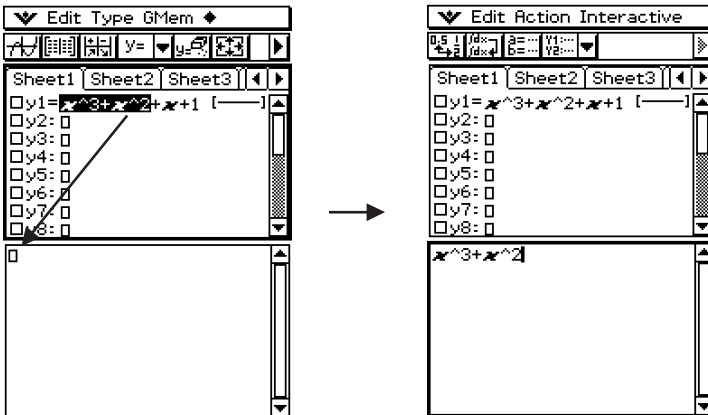 Edit Type GMem
y=
Sheet1 Sheet2 Sheet3
y1=x^3+x^2+x+1 [—]
y2:
y3:
y4:
y5:
y6:
y7:
y8:
Edit Action Interactive
Sheet1 Sheet2 Sheet3
y1=x^3+x^2+x+1 [—]
y2:
y3:
y4:
y5:
y6:
y7:
y8:
x^3+x^2